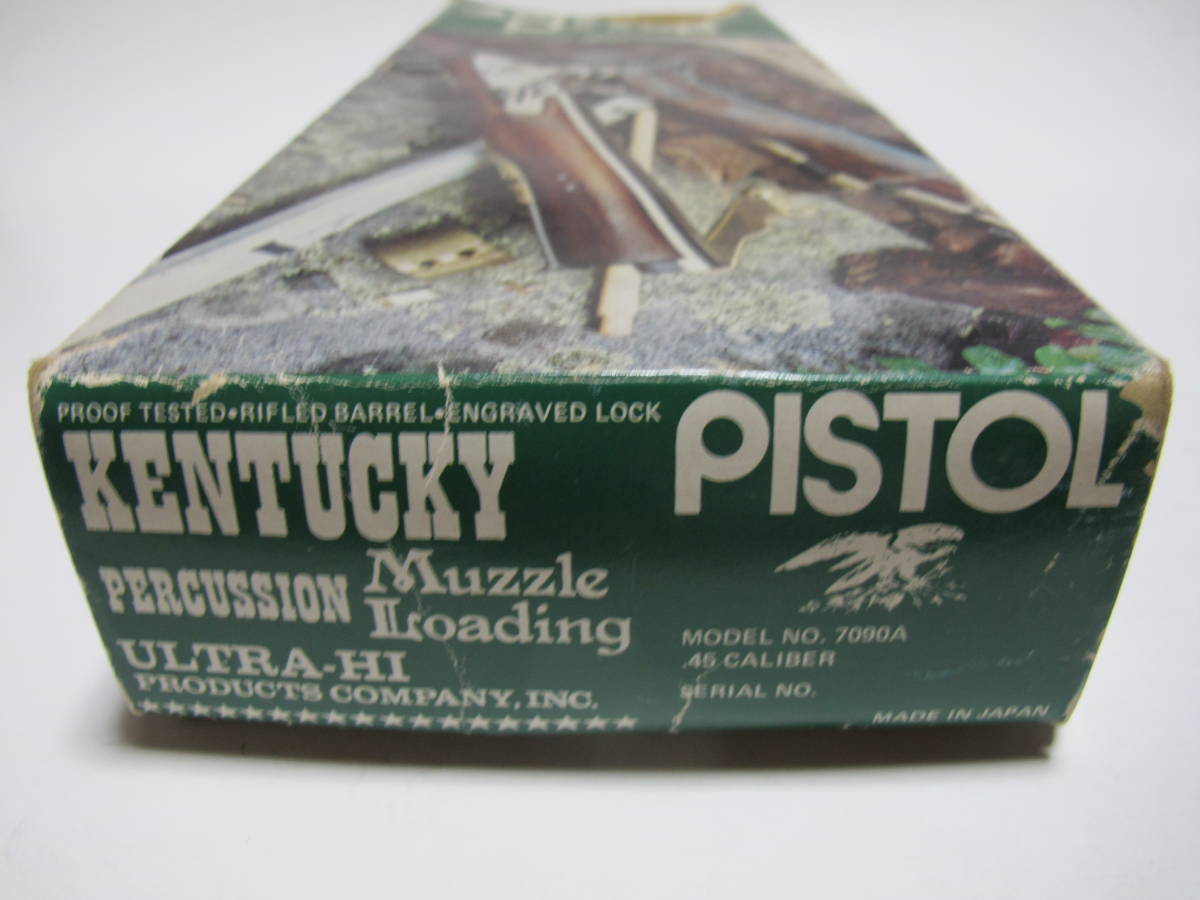 PROOF TESTED•RIFLED BARREL•ENGRAVED LOCK
KENTUCKY
PERCUSSION Muzzle Loading
ULTRA-HI
PRODUCTS COMPANY, INC.
PISTOL
MODEL NO. 7090A
.45 CALIBER
SERIAL NO.
MADE IN JAPAN